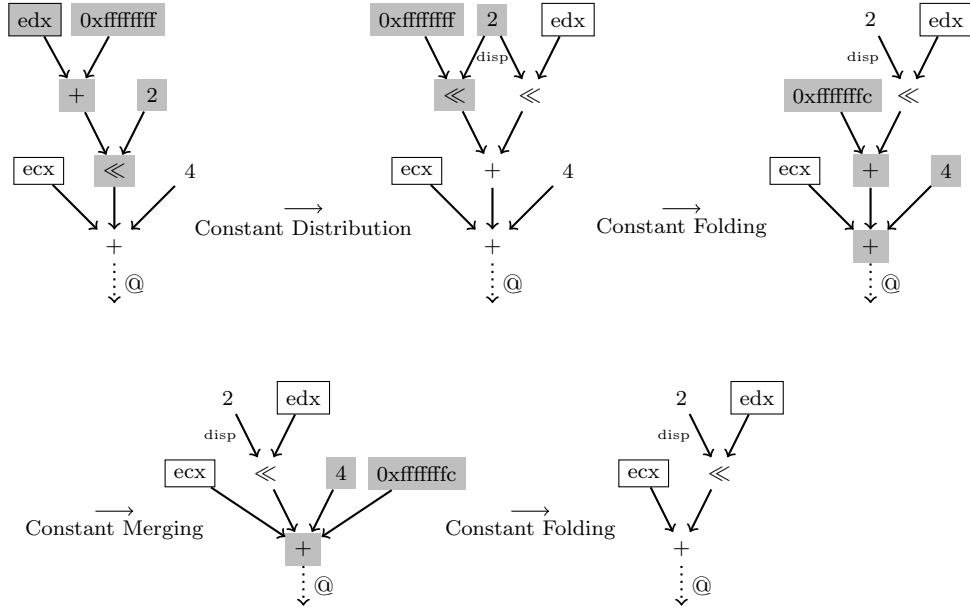 edx 0xffffffff
0xffffffff 2 edx
2
disp
disp
+ 2
≪ ≪
0xfffffffc ≪
ecx ≪ 4
ecx + 4
ecx + 4
⟶
Constant Distribution
⟶
Constant Folding
+
+
+
@
@
@
2 edx
2 edx
disp
disp
ecx ≪ 4 0xfffffffc
ecx ≪
⟶
Constant Merging
⟶
Constant Folding
+
+
@
@